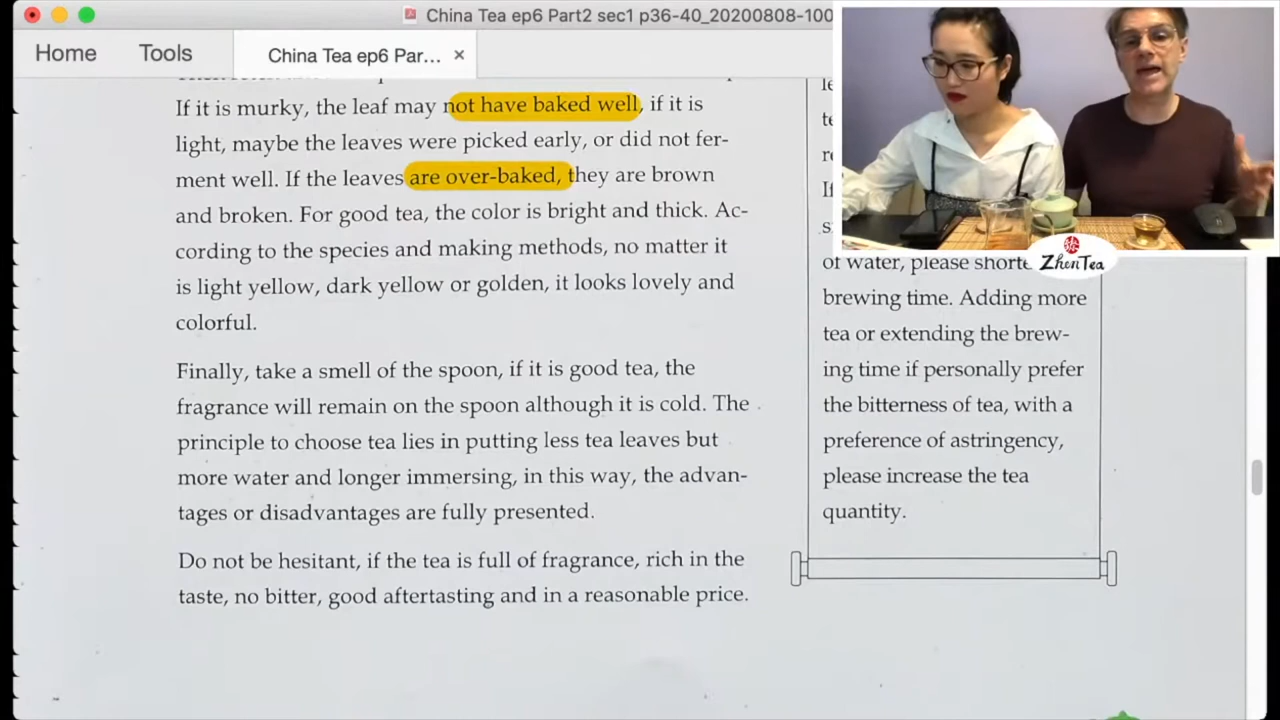 China Tea ep6 Part2 sec1 p36-40_20200808-100
Home
Tools
China Tea ep6 Par...
If it is murky, the leaf may not have baked well, if it is
light, maybe the leaves were picked early, or did not fer-
ment well. If the leaves are over-baked, they are brown
and broken. For good tea, the color is bright and thick. Ac-
cording to the species and making methods, no matter it
is light yellow, dark yellow or golden, it looks lovely and
colorful.
Finally, take a smell of the spoon, if it is good tea, the
fragrance will remain on the spoon although it is cold. The
principle to choose tea lies in putting less tea leaves but
more water and longer immersing, in this way, the advan-
tages or disadvantages are fully presented.
Do not be hesitant, if the tea is full of fragrance, rich in the
taste, no bitter, good aftertasting and in a reasonable price.
of water, please shorte
brewing time. Adding more
tea or extending the brew-
ing time if personally prefer
the bitterness of tea, with a
preference of astringency,
please increase the tea
quantity.
ZhenTea